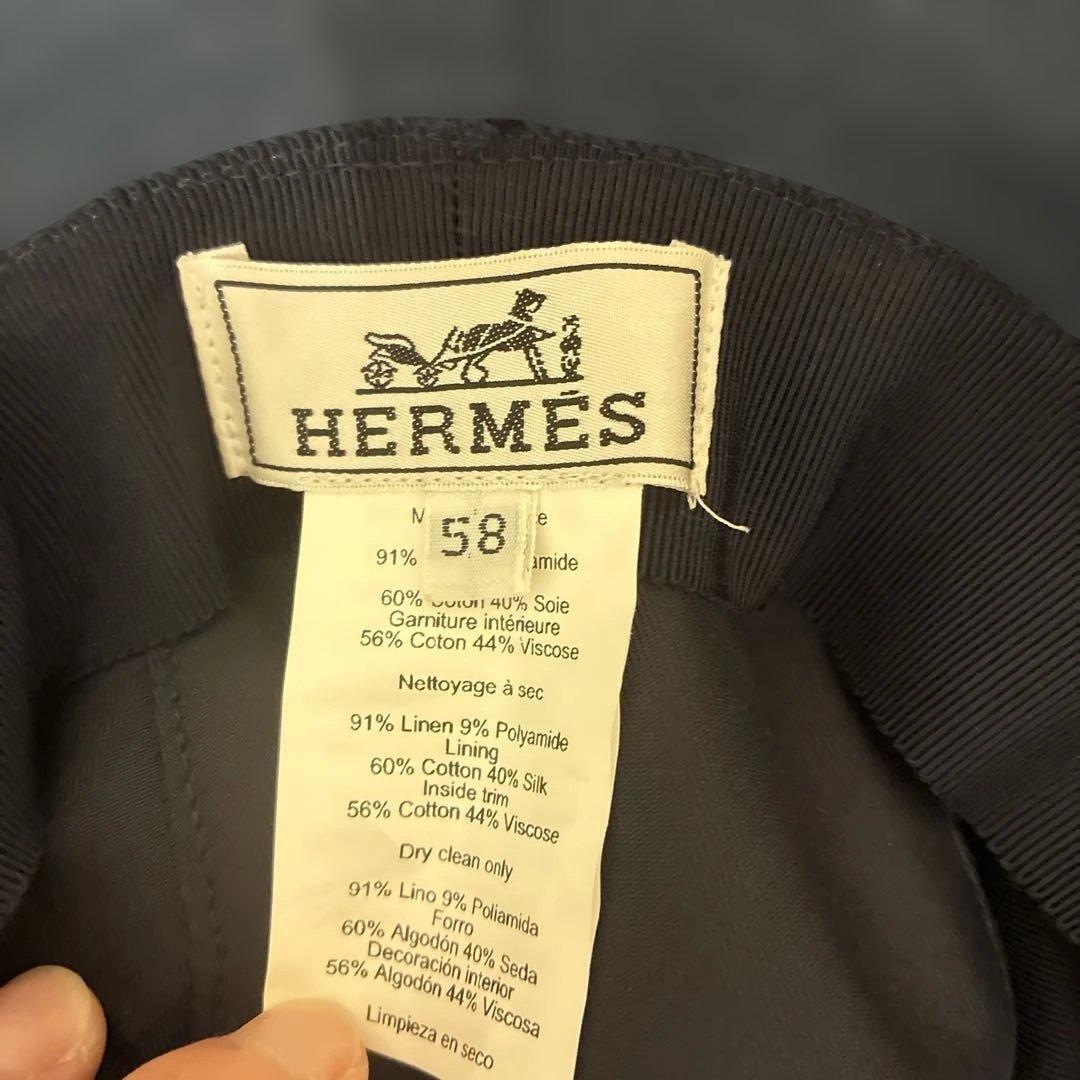 HERMÈS
58
91%
60% Coton 40% Soie
Garniture intérieure
56% Coton 44% Viscose
Nettoyage à sec
91% Linen 9% Polyamide
Lining
60% Cotton 40% Silk
Inside trim
56% Cotton 44% Viscose
Dry clean only
91% Lino 9% Poliamida
Forro
60% Algodón 40% Seda
Decoración interior
56% Algodón 44% Viscosa
Limpieza en seco